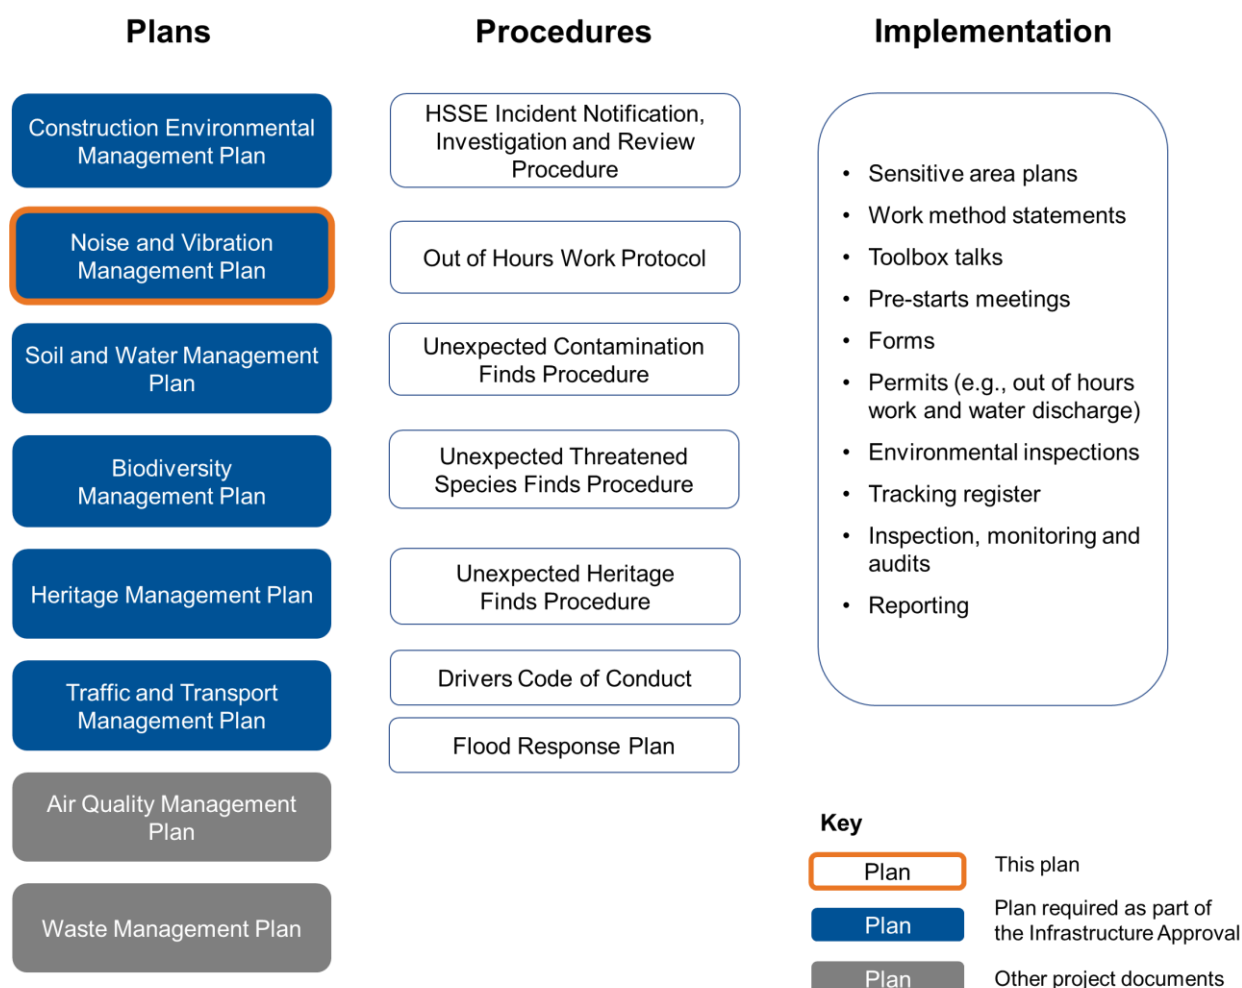 Plans
Procedures
Implementation
Construction Environmental
Management Plan
Noise and Vibration
Management Plan
Soil and Water Management
Plan
Biodiversity
Management Plan
Heritage Management Plan
Traffic and Transport
Management Plan
Air Quality Management
Plan
Waste Management Plan
HSSE Incident Notification,
Investigation and Review
Procedure
Out of Hours Work Protocol
Unexpected Contamination
Finds Procedure
Unexpected Threatened
Species Finds Procedure
Unexpected Heritage
Finds Procedure
Drivers Code of Conduct
Flood Response Plan
• Sensitive area plans
• Work method statements
• Toolbox talks
• Pre-starts meetings
• Forms
• Permits (e.g., out of hours
work and water discharge)
• Environmental inspections
• Tracking register
• Inspection, monitoring and
audits
• Reporting
Key
Plan
This plan
Plan
Plan required as part of
the Infrastructure Approval
Plan
Other project documents